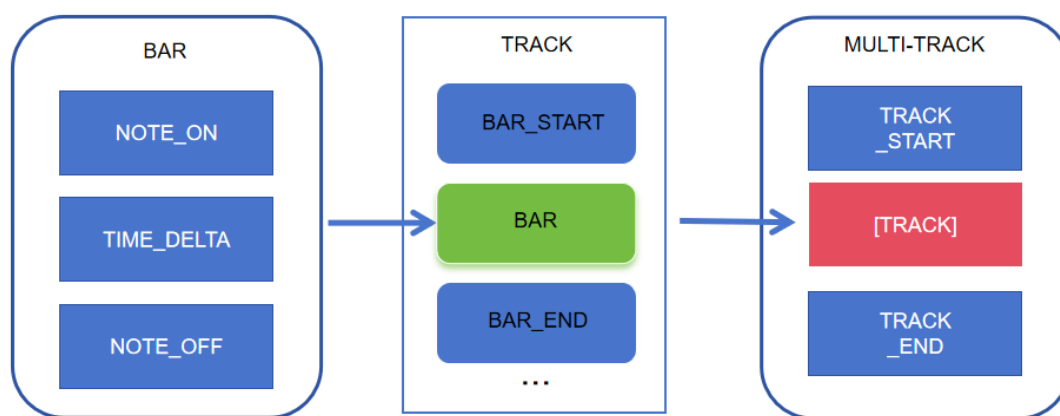 BAR
NOTE_ON
TIME_DELTA
NOTE_OFF
TRACK
BAR_START
BAR
BAR_END
...
MULTI-TRACK
TRACK
_START
[TRACK]
TRACK
_END